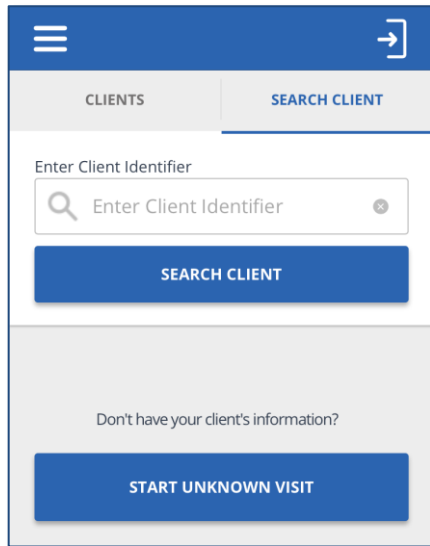 CLIENTS SEARCH CLIENT
Enter Client Identifier
Enter Client Identifier
SEARCH CLIENT
Don't have your client's information?
START UNKNOWN VISIT